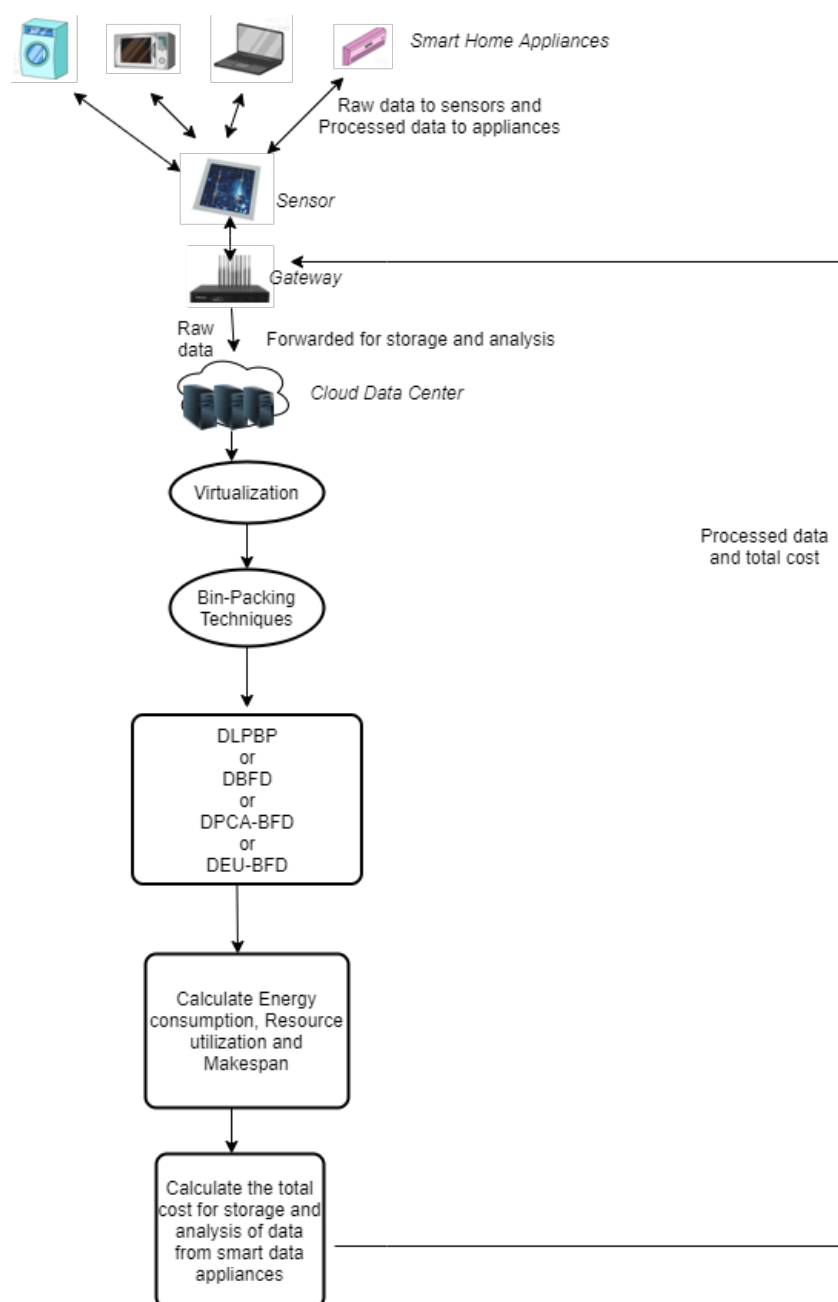 Smart Home Appliances
Raw data to sensors and
Processed data to appliances
Sensor
Gateway
Raw
data
Forwarded for storage and analysis
Cloud Data Center
Virtualization
Processed data
and total cost
Bin-Packing
Techniques
DLPBP
or
DBFD
or
DPCA-BFD
or
DEU-BFD
Calculate Energy
consumption, Resource
utilization and
Makespan
Calculate the total
cost for storage and
analysis of data
from smart data
appliances